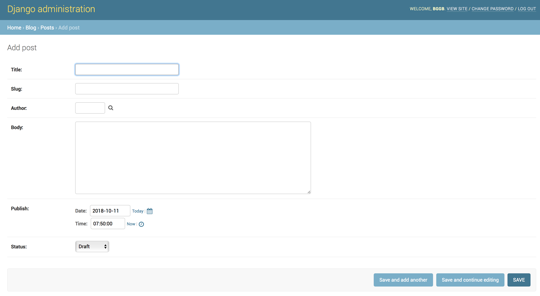 Django administration
WELCOME, BGSB. VIEW SITE / CHANGE PASSWORD / LOG OUT
Home › Blog › Posts › Add post
Add post
Title:
Slug:
Author:
Body:
Publish:
Date: 2018-10-11 Today |
Time: 07:50:00 Now |
Status: Draft
Save and add another Save and continue editing SAVE